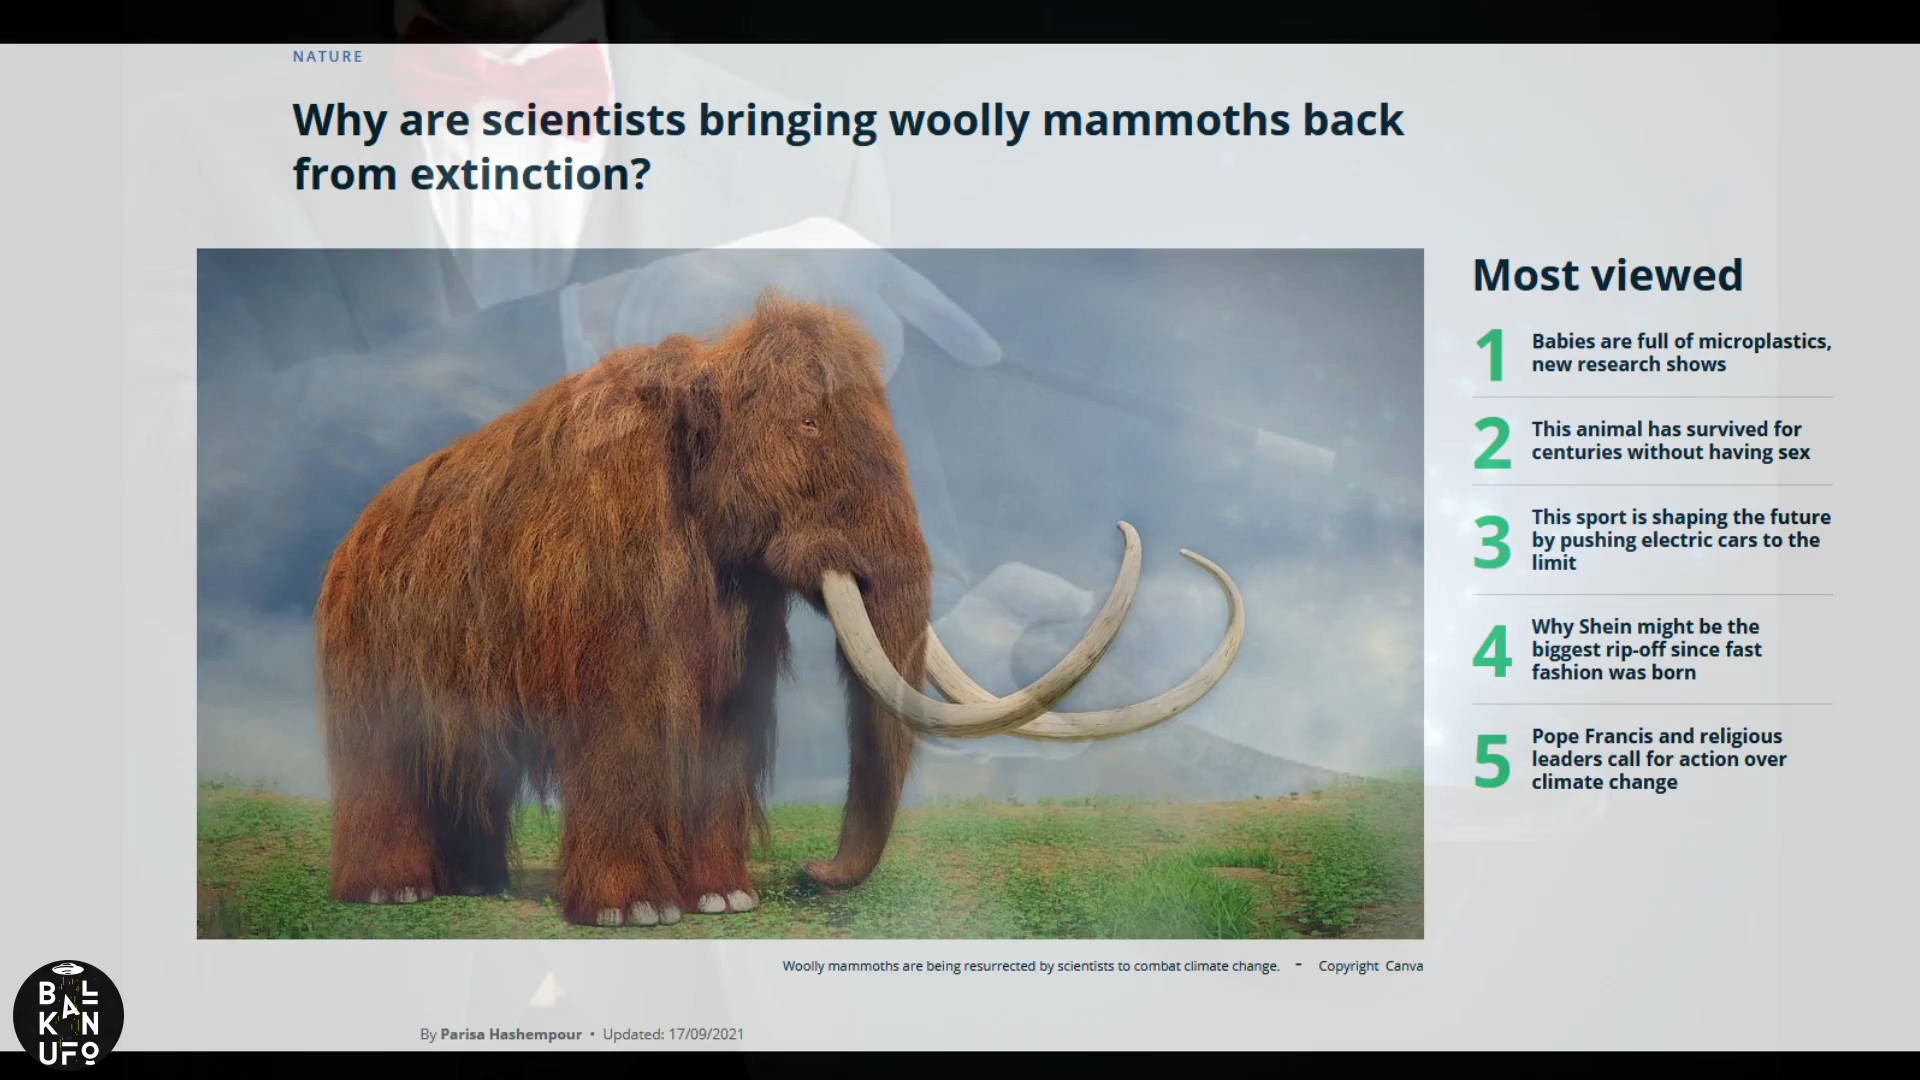 NATURE
Why are scientists bringing woolly mammoths back
from extinction?
Most viewed
1
Babies are full of microplastics,
new research shows
2
This animal has survived for
centuries without having sex
3
This sport is shaping the future
by pushing electric cars to the
limit
4
Why Shein might be the
biggest rip-off since fast
fashion was born
5
Pope Francis and religious
leaders call for action over
climate change
Woolly mammoths are being resurrected by scientists to combat climate change. - Copyright Canva
By Parisa Hashempour • Updated: 17/09/2021
BAL
KAN
UFO